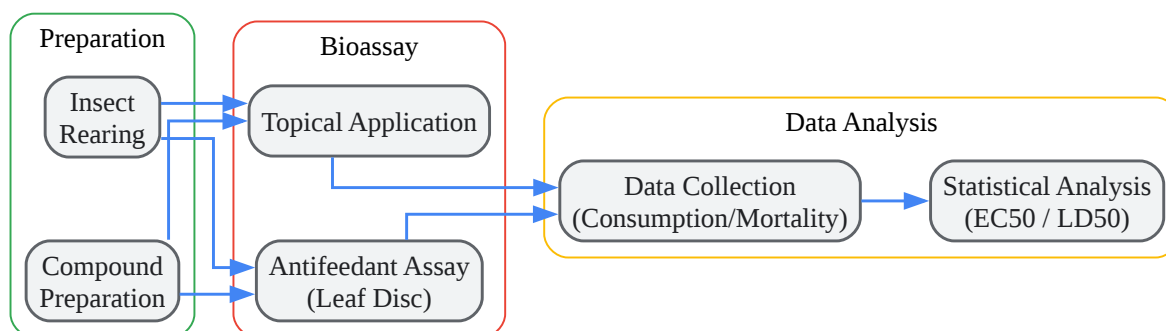 Preparation
Insect
Rearing
Compound
Preparation
Bioassay
Topical Application
Antifeedant Assay
(Leaf Disc)
Data Analysis
Data Collection
(Consumption/Mortality)
Statistical Analysis
(EC50 / LD50)